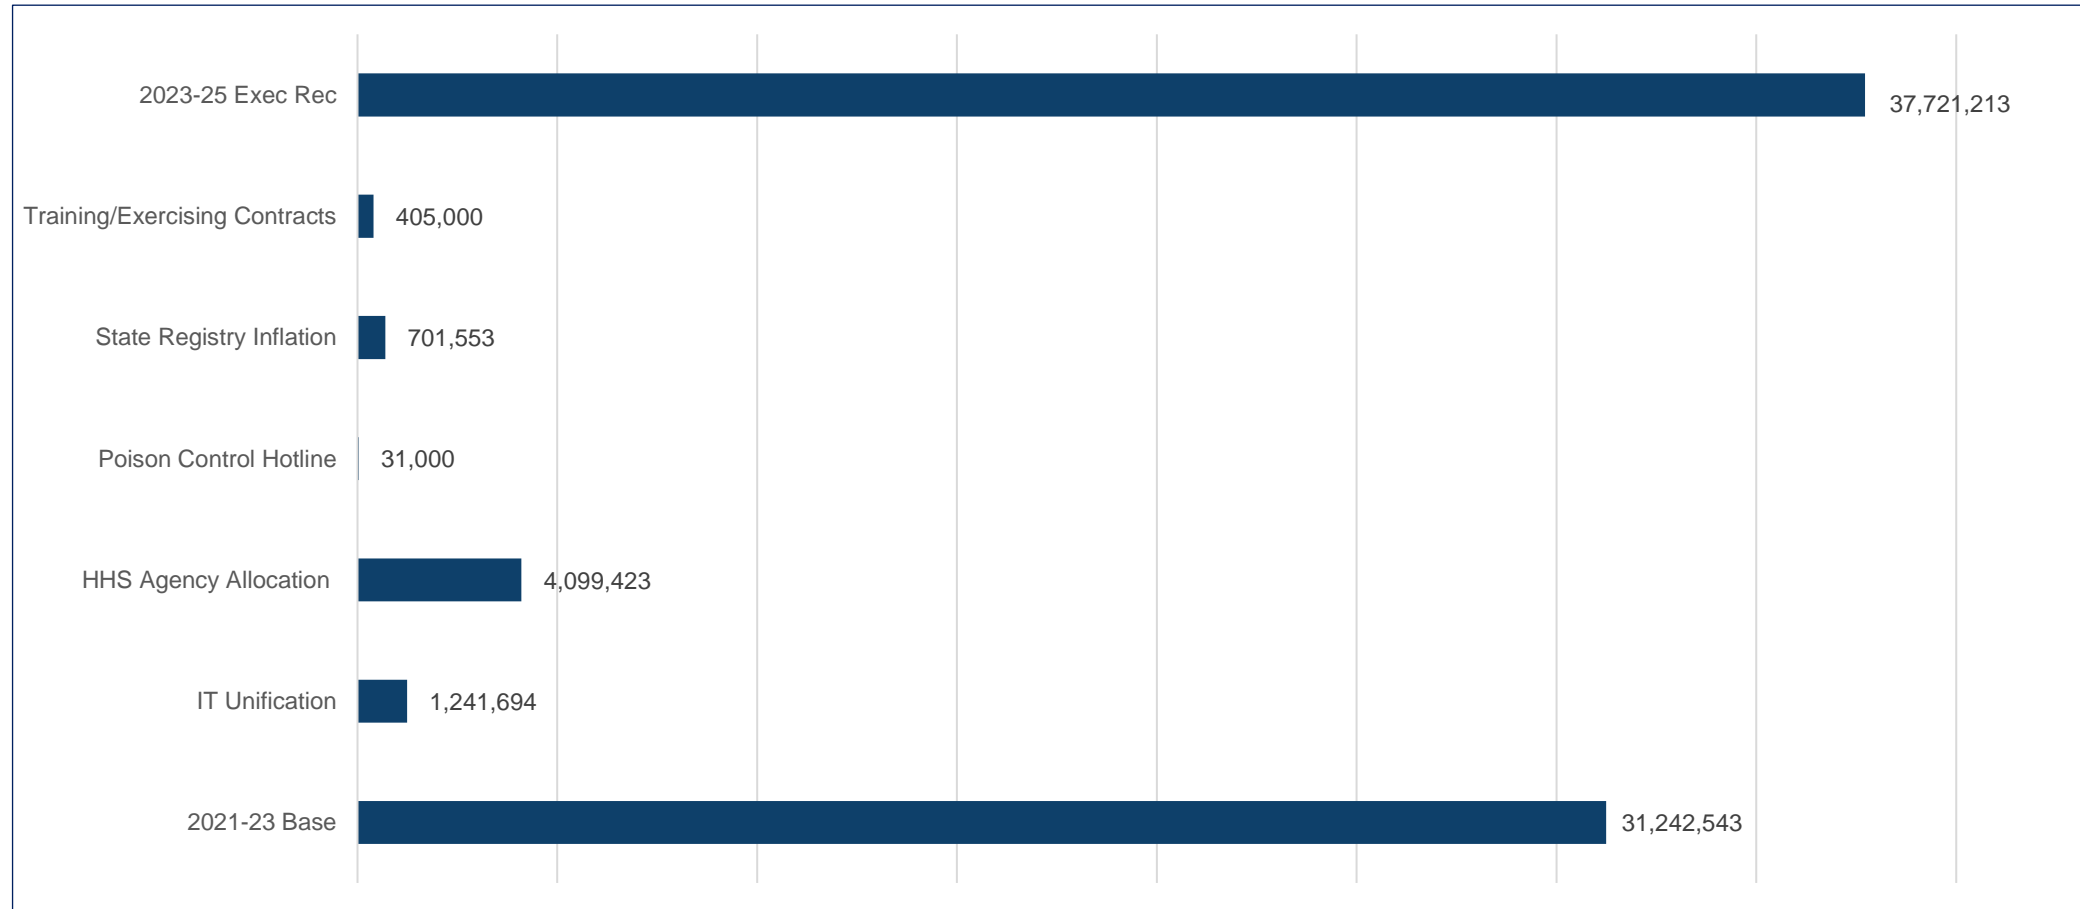 2023-25 Exec Rec 37,721,213
Training/Exercising Contracts 405,000
State Registry Inflation 701,553
Poison Control Hotline 31,000
HHS Agency Allocation 4,099,423
IT Unification 1,241,694
2021-23 Base 31,242,543